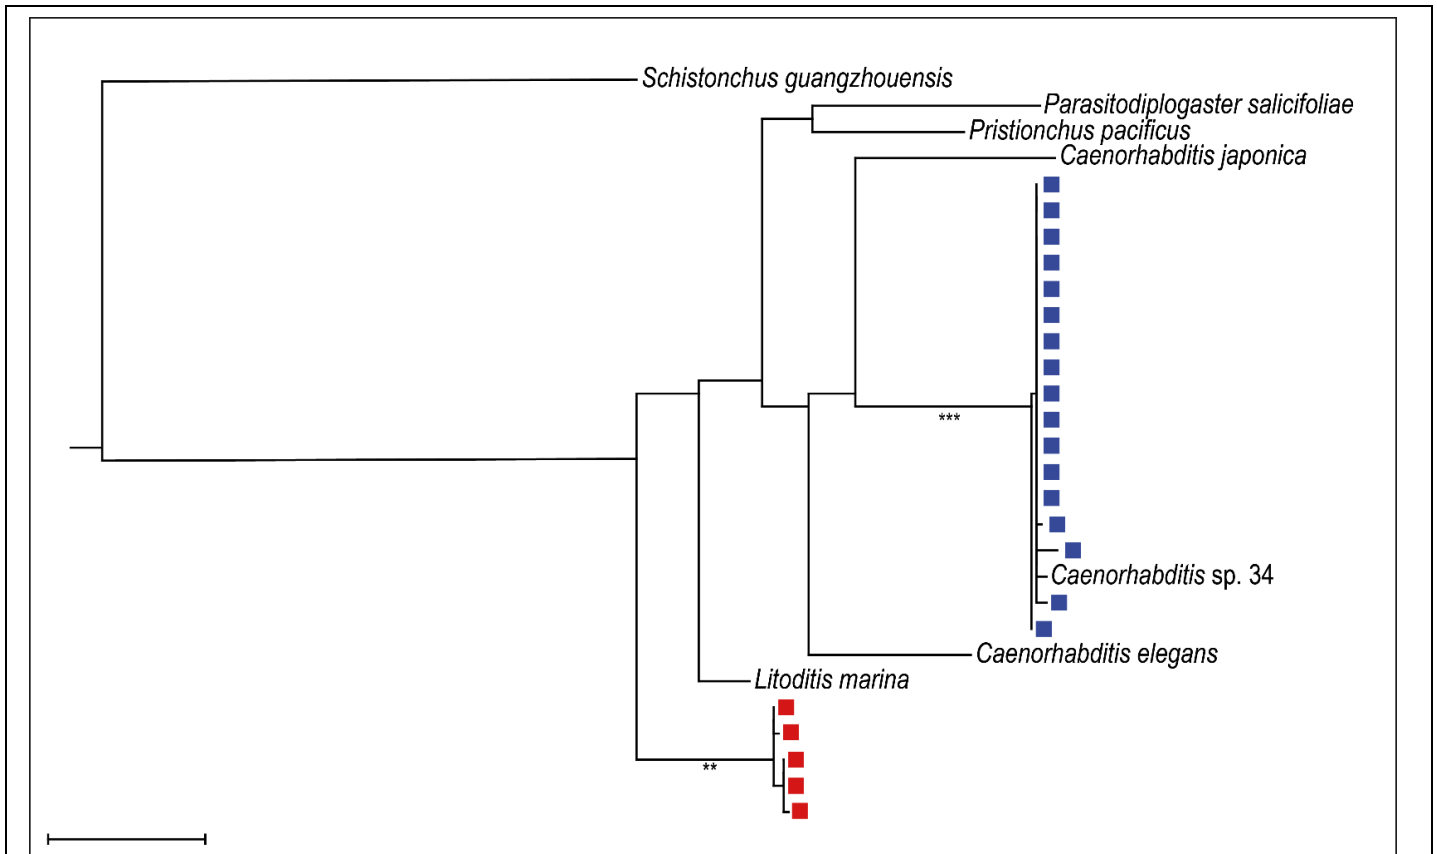 Schistonchus guangzhouensis
Parasitodiplogaster salicifoliae
Pristionchus pacificus
Caenorhabditis japonica
***
Caenorhabditis sp. 34
Caenorhabditis elegans
Litoditis marina
**